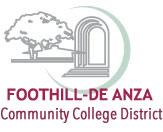 FOOTHILL-DE ANZA
Community College District